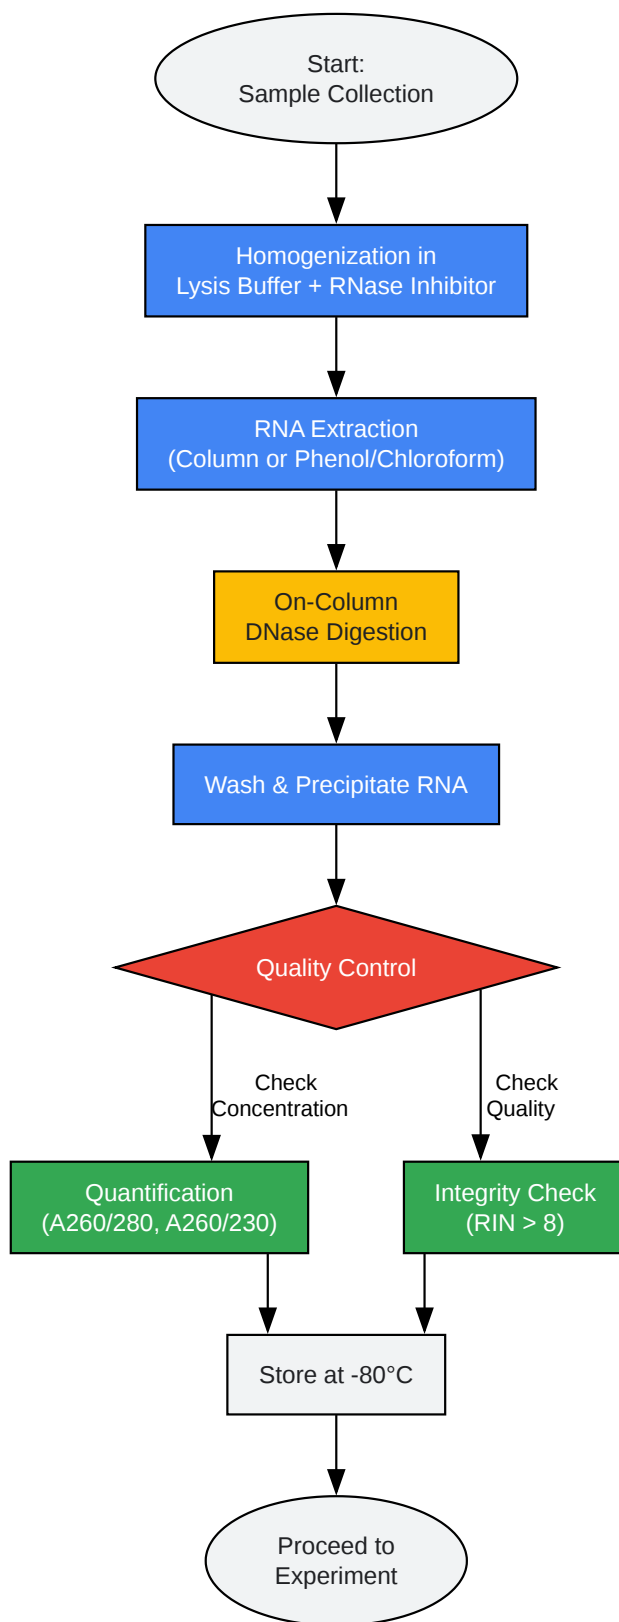 Start:
Sample Collection
Homogenization in
Lysis Buffer + RNase Inhibitor
RNA Extraction
(Column or Phenol/Chloroform)
On-Column
DNase Digestion
Wash & Precipitate RNA
Quality Control
Check
Concentration
Check
Quality
Quantification
(A260/280, A260/230)
Integrity Check
(RIN > 8)
Store at -80°C
Proceed to
Experiment